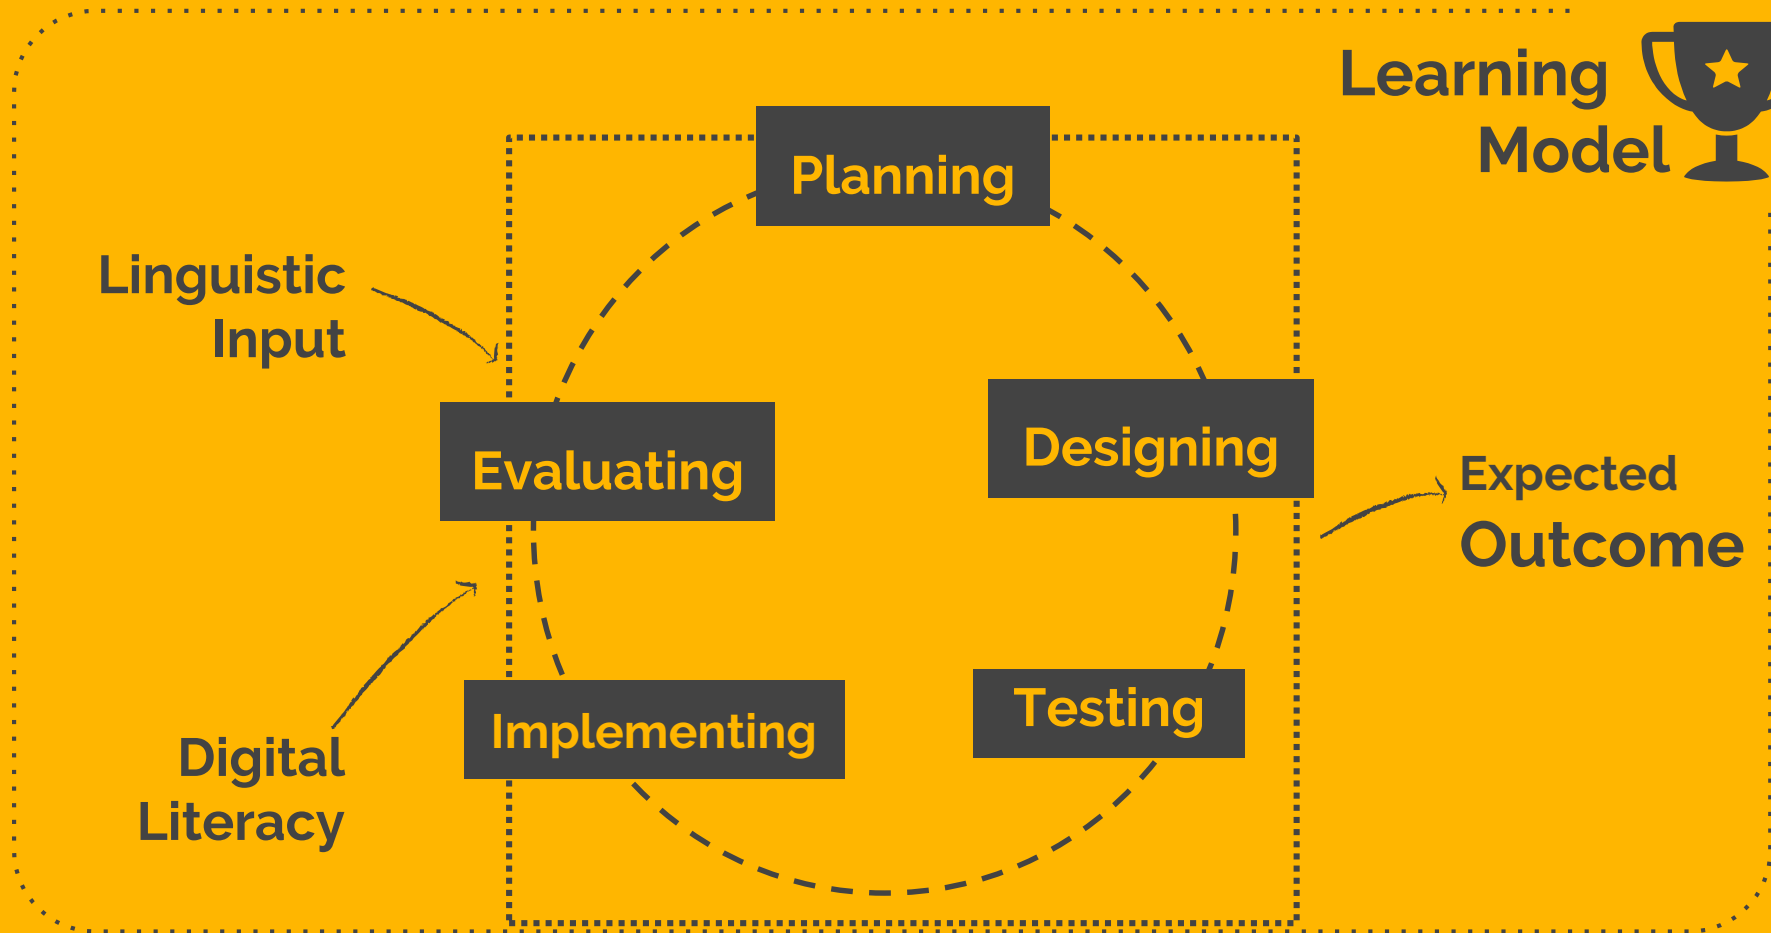 Learning
Model
Planning
Linguistic
Input
Evaluating
Designing
Expected
Outcome
Implementing
Testing
Digital
Literacy